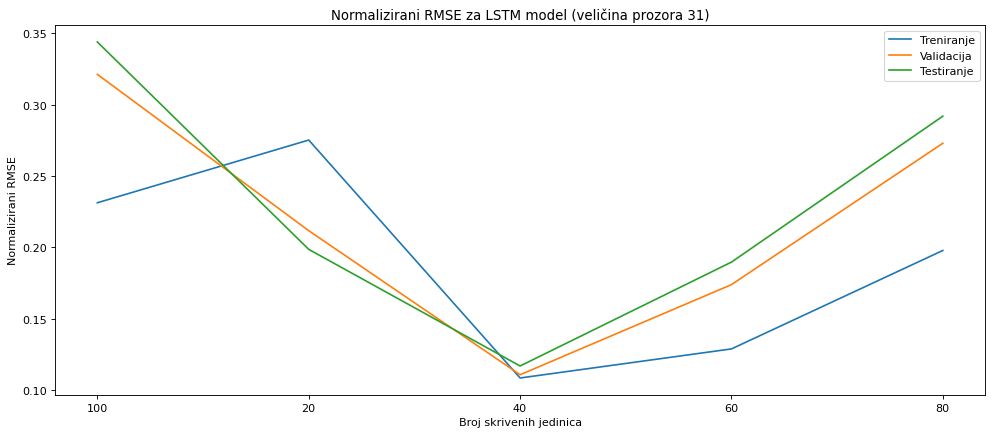 Normalizirani RMSE za LSTM model (veličina prozora 31)
Treniranje
Validacija
Testiranje
Normalizirani RMSE
0.35
0.30
0.25
0.20
0.15
0.10
100 20 40 60 80
Broj skrivenih jedinica